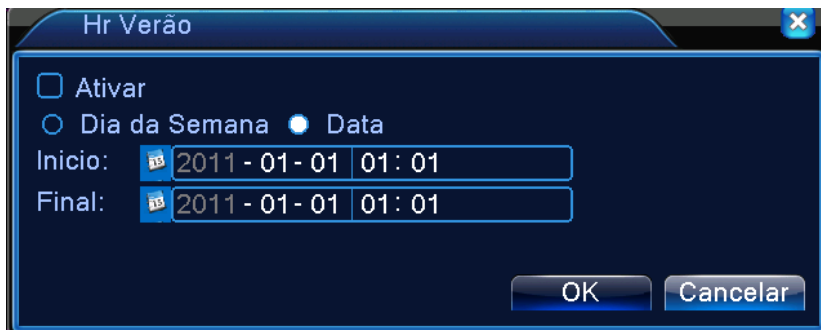 Hr Verão
Ativar
Dia da Semana Data
Inicio: 2011 - 01 - 01 01: 01
Final: 2011 - 01 - 01 01: 01
OK Cancelar